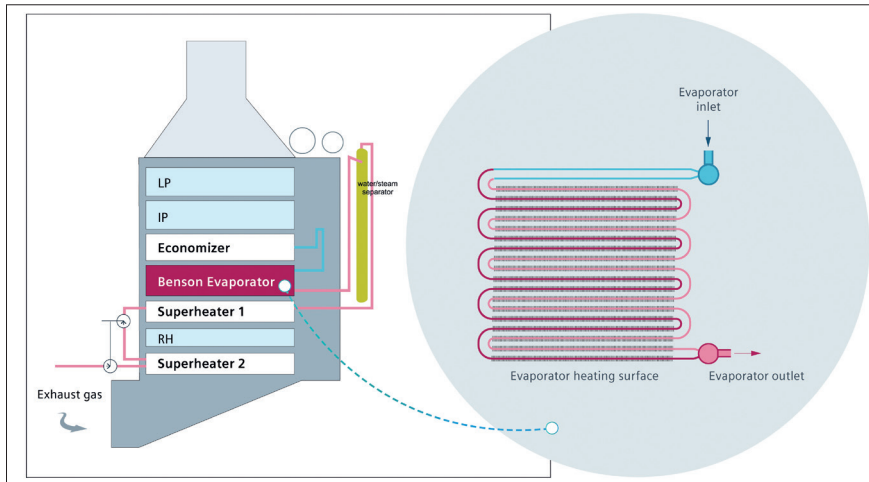 LP
IP
Economizer
Benson Evaporator
Superheater 1
RH
Superheater 2
Exhaust gas
water/steam
separator
Evaporator
inlet
Evaporator heating surface
Evaporator outlet